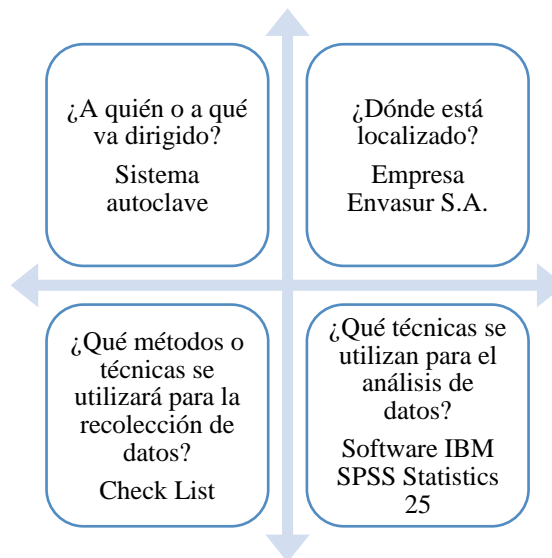 ¿A quién o a qué
va dirigido?
Sistema
autoclave
¿Dónde está
localizado?
Empresa
Envasur S.A.
¿Qué métodos o
técnicas se
utilizará para la
recolección de
datos?
Check List
¿Qué técnicas se
utilizan para el
análisis de
datos?
Software IBM
SPSS Statistics
25